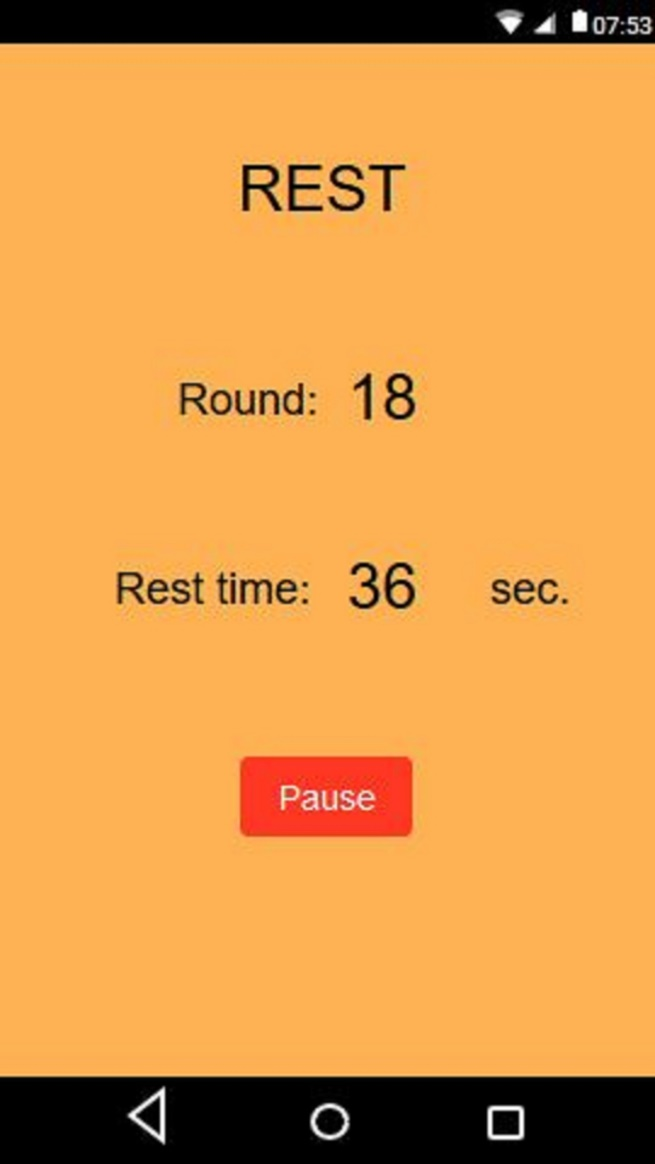 07:53
REST
Round: 18
Rest time: 36 sec.
Pause